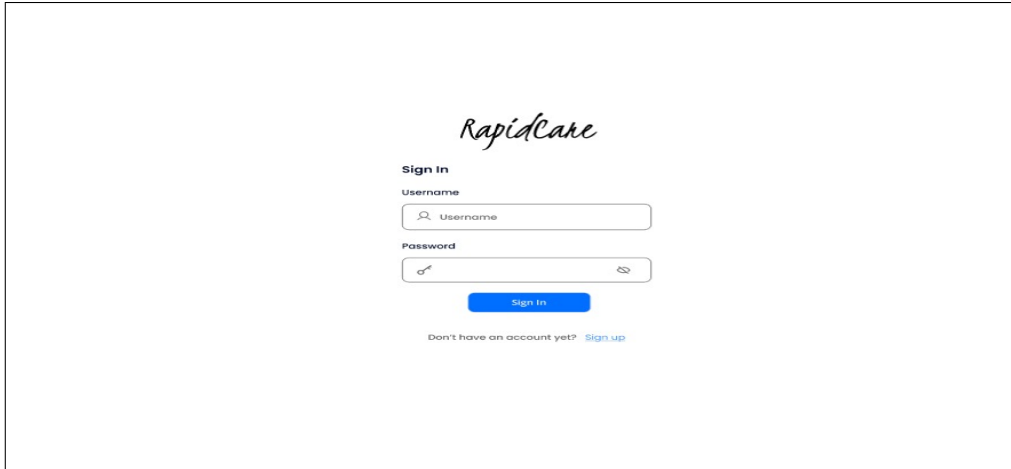 RapidCare
Sign In
Username
Username
Password
Sign In
Don't have an account yet? Sign up